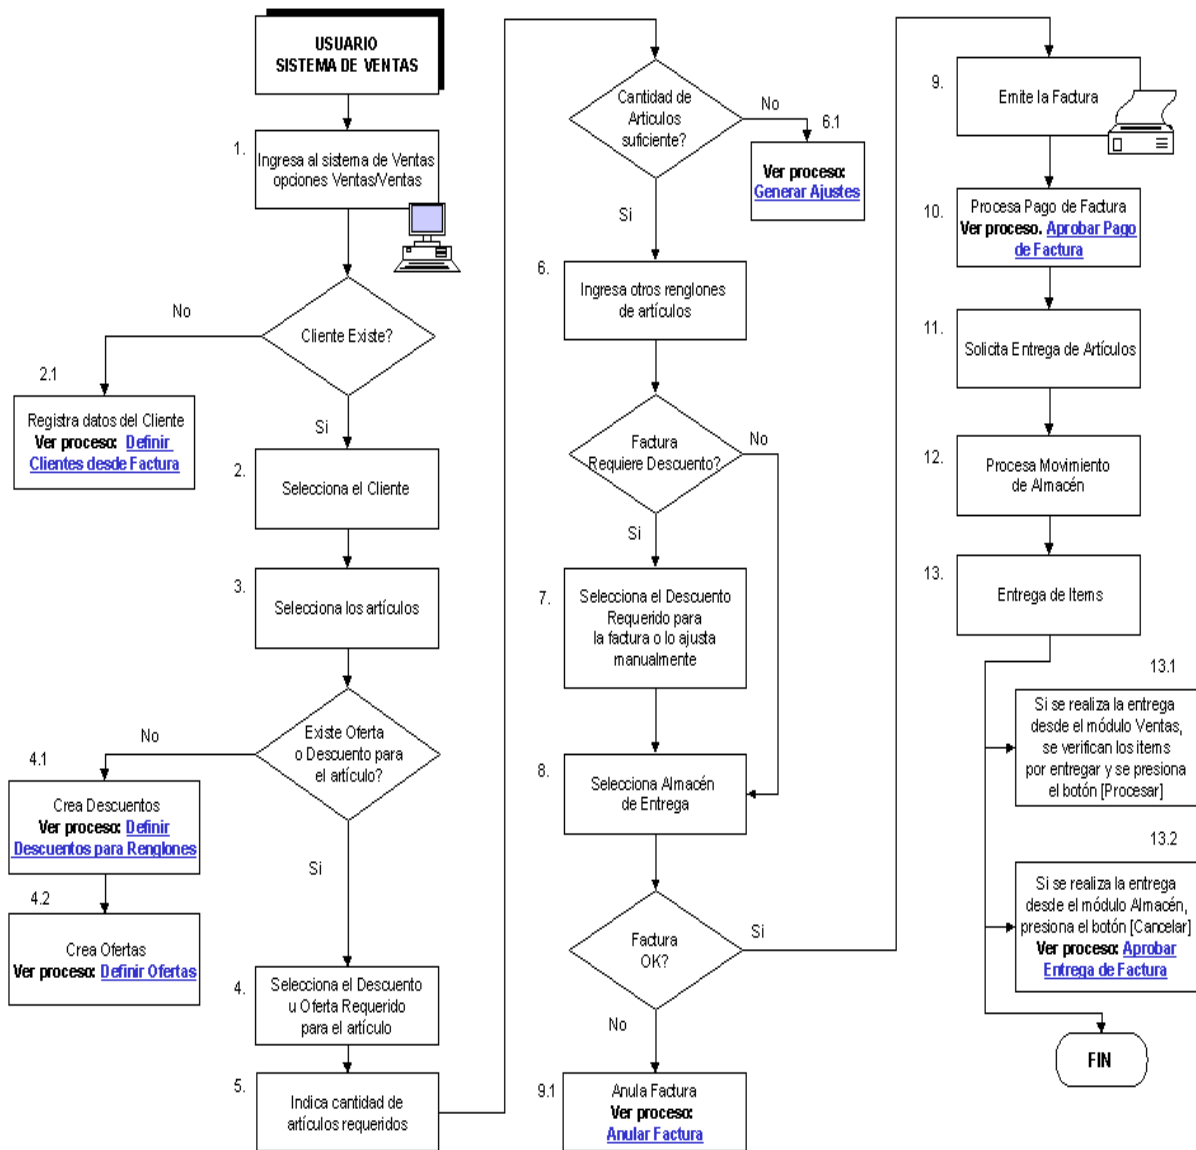 USUARIO
SISTEMA DE VENTAS
1.
Ingresa al sistema de Ventas
opciones Ventas/Ventas
Cliente Existe?
No
2.1
Registra datos del Cliente
Ver proceso: Definir
Clientes desde Factura
Si
2.
Selecciona el Cliente
3.
Selecciona los artículos
Existe Oferta
o Descuento para
el artículo?
No
4.1
Crea Descuentos
Ver proceso: Definir
Descuentos para Renglones
4.2
Crea Ofertas
Ver proceso: Definir Ofertas
Si
4.
Selecciona el Descuento
u Oferta Requerido
para el artículo
5.
Indica cantidad de
artículos requeridos
Cantidad de
Articulos
suficiente?
No
6.1
Ver proceso:
Generar Ajustes
Si
6.
Ingresa otros renglones
de artículos
Factura
Requiere Descuento?
No
Si
7.
Selecciona el Descuento
Requerido para
la factura o lo ajusta
manualmente
8.
Selecciona Almacén
de Entrega
Factura
OK?
Si
No
9.1
Anula Factura
Ver proceso:
Anular Factura
9.
Emite la Factura
10.
Procesa Pago de Factura
Ver proceso. Aprobar Pago
de Factura
11.
Solicita Entrega de Artículos
12.
Procesa Movimiento
de Almacén
13.
Entrega de Items
13.1
Si se realiza la entrega
desde el módulo Ventas,
se verifican los items
por entregar y se presiona
el botón [Procesar]
13.2
Si se realiza la entrega
desde el módulo Almacén,
presiona el botón [Cancelar]
Ver proceso: Aprobar
Entrega de Factura
FIN